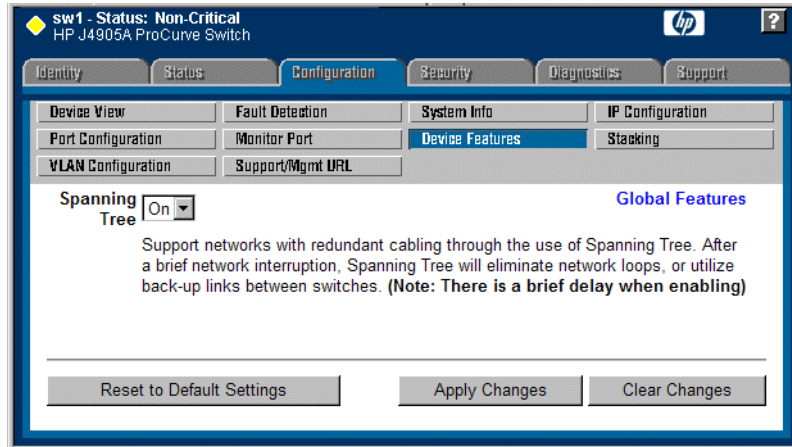 sw1 - Status: Non-Critical
HP J4905A ProCurve Switch
hp
?
Identity Status Configuration Security Diagnostics Support
Device View Fault Detection System Info IP Configuration
Port Configuration Monitor Port Device Features Stacking
VLAN Configuration Support/Mgmt URL
Spanning Tree On
Global Features
Support networks with redundant cabling through the use of Spanning Tree. After
a brief network interruption, Spanning Tree will eliminate network loops, or utilize
back-up links between switches. (Note: There is a brief delay when enabling)
Reset to Default Settings Apply Changes Clear Changes